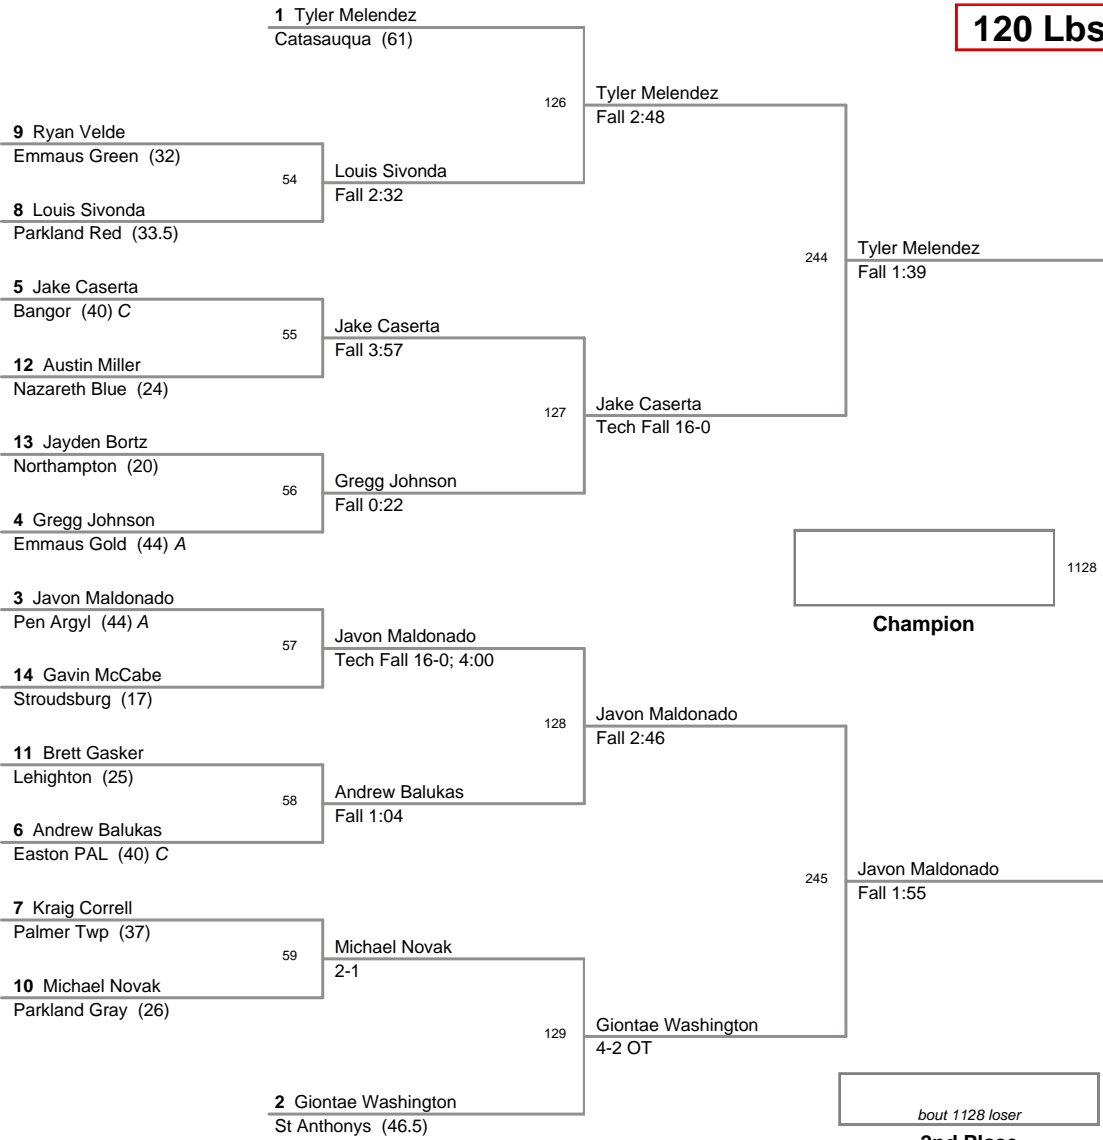 1 Tyler Melendez
Catasauqua (61)
120 Lbs
126
Tyler Melendez
Fall 2:48
9 Ryan Velde
Emmaus Green (32)
54
Louis Sivonda
Fall 2:32
8 Louis Sivonda
Parkland Red (33.5)
244
Tyler Melendez
Fall 1:39
5 Jake Caserta
Bangor (40) C
55
Jake Caserta
Fall 3:57
12 Austin Miller
Nazareth Blue (24)
127
Jake Caserta
Tech Fall 16-0
13 Jayden Bortz
Northampton (20)
56
Gregg Johnson
Fall 0:22
4 Gregg Johnson
Emmaus Gold (44) A
1128
Champion
3 Javon Maldonado
Pen Argyl (44) A
57
Javon Maldonado
Tech Fall 16-0; 4:00
14 Gavin McCabe
Stroudsburg (17)
128
Javon Maldonado
Fall 2:46
11 Brett Gasker
Lehighton (25)
58
Andrew Balukas
Fall 1:04
6 Andrew Balukas
Easton PAL (40) C
245
Javon Maldonado
Fall 1:55
7 Kraig Correll
Palmer Twp (37)
59
Michael Novak
2-1
10 Michael Novak
Parkland Gray (26)
129
Giontae Washington
4-2 OT
2 Giontae Washington
St Anthonys (46.5)
bout 1128 loser
2nd Place